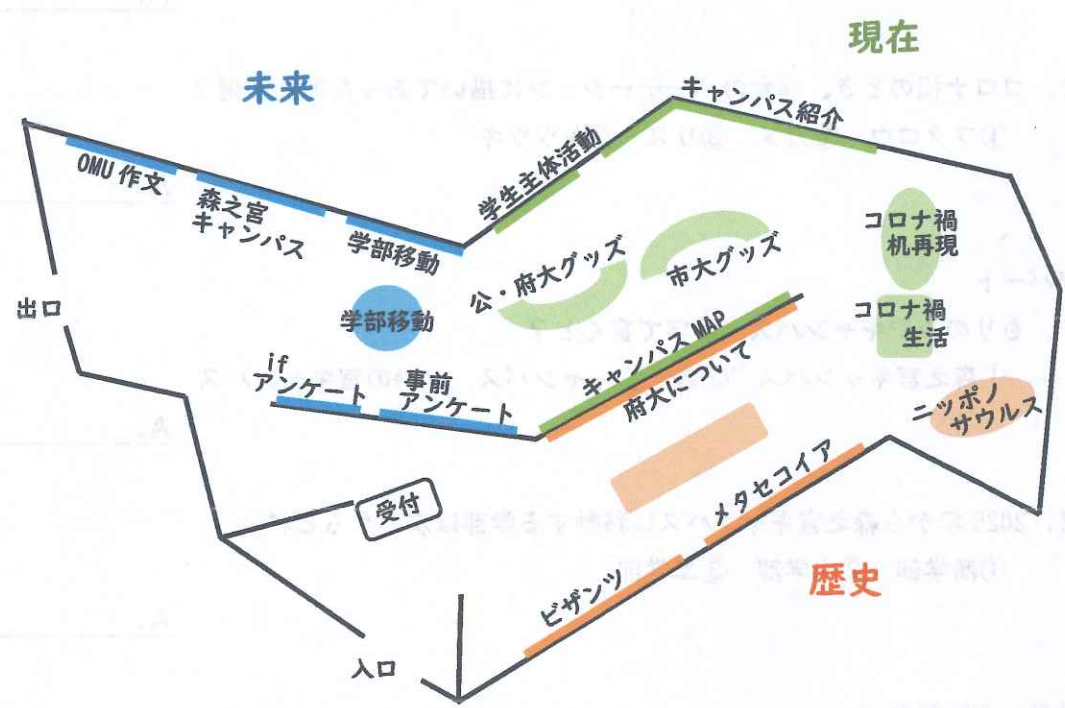 現在
未来
キャンパス紹介
OMU 作文
森之宮
キャンパス
学部移動
学生主体活動
公・府大グッズ
市大グッズ
コロナ禍
机再現
コロナ禍
生活
出口
学部移動
キャンパス MAP
府大について
if
アンケート
事前
アンケート
ニッポノ
サウルス
受付
メタセコイア
ビザンツ
歴史
入口